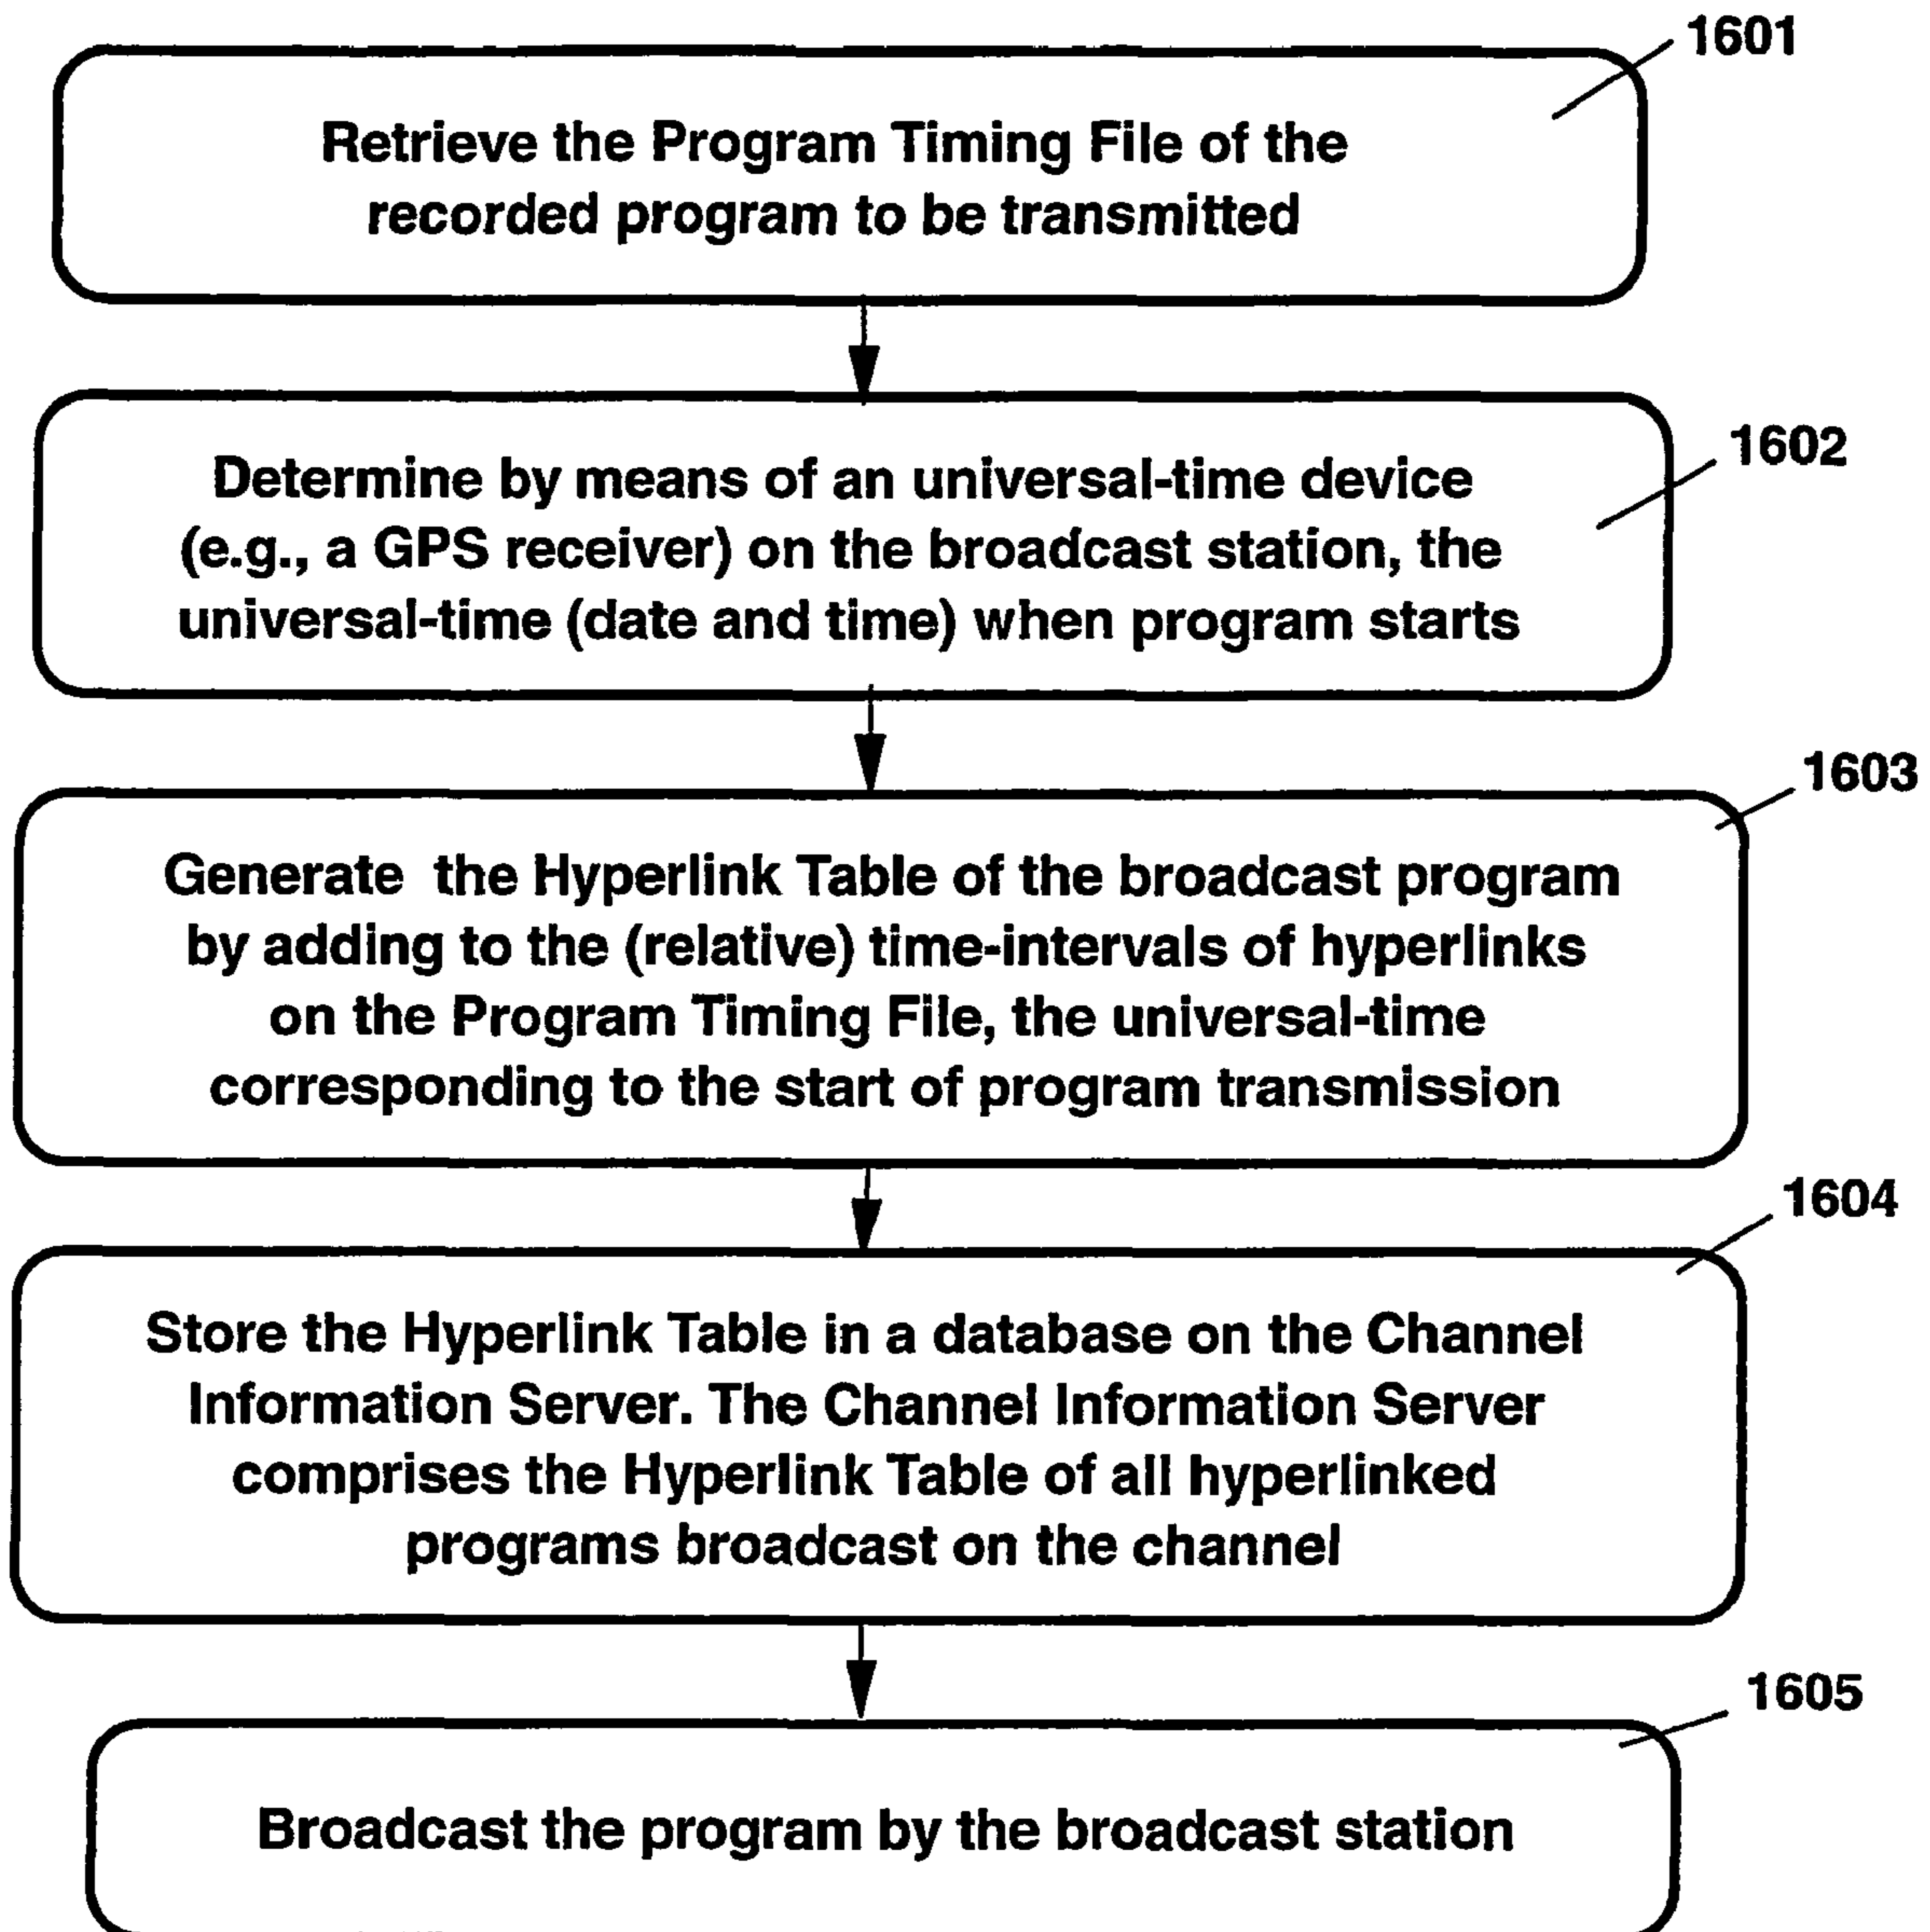 1601
Retrieve the Program Timing File of the
recorded program to be transmitted
1602
Determine by means of an universal-time device
(e.g., a GPS receiver) on the broadcast station, the
universal-time (date and time) when program starts
1603
Generate the Hyperlink Table of the broadcast program
by adding to the (relative) time-intervals of hyperlinks
on the Program Timing File, the universal-time
corresponding to the start of program transmission
1604
Store the Hyperlink Table in a database on the Channel
Information Server. The Channel Information Server
comprises the Hyperlink Table of all hyperlinked
programs broadcast on the channel
1605
Broadcast the program by the broadcast station